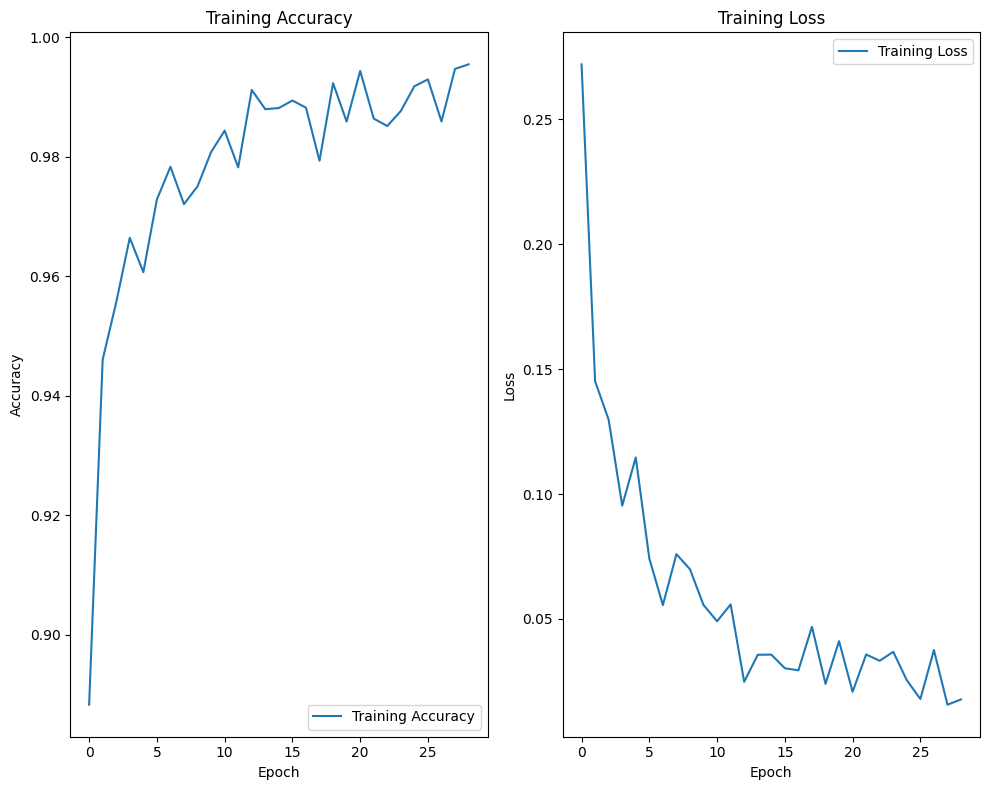 Training Accuracy
1.00
0.98
0.96
0.94
0.92
0.90
Accuracy
Training Accuracy
0 5 10 15 20 25
Epoch
Training Loss
Training Loss
0.25
0.20
0.15
0.10
0.05
Loss
0 5 10 15 20 25
Epoch